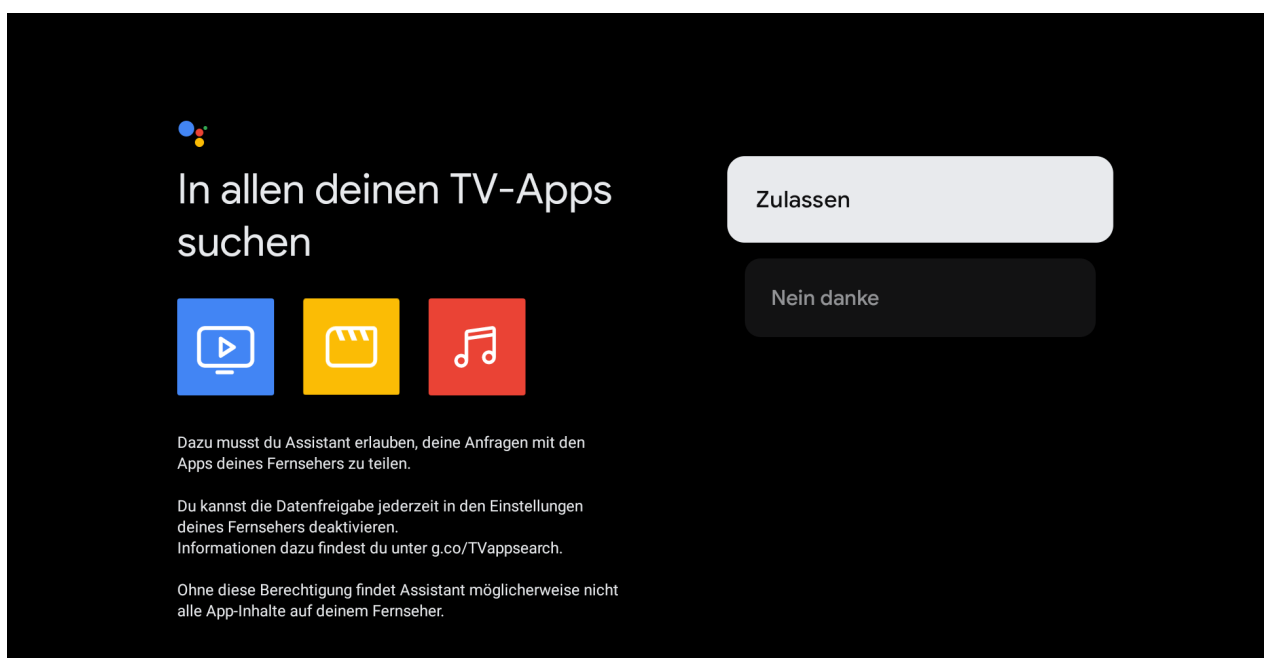 In allen deinen TV-Apps
suchen
Dazu musst du Assistant erlauben, deine Anfragen mit den
Apps deines Fernsehers zu teilen.
Du kannst die Datenfreigabe jederzeit in den Einstellungen
deines Fernsehers deaktivieren.
Informationen dazu findest du unter g.co/TVappsearch.
Ohne diese Berechtigung findet Assistant möglicherweise nicht
alle App-Inhalte auf deinem Fernseher.
Zulassen
Nein danke